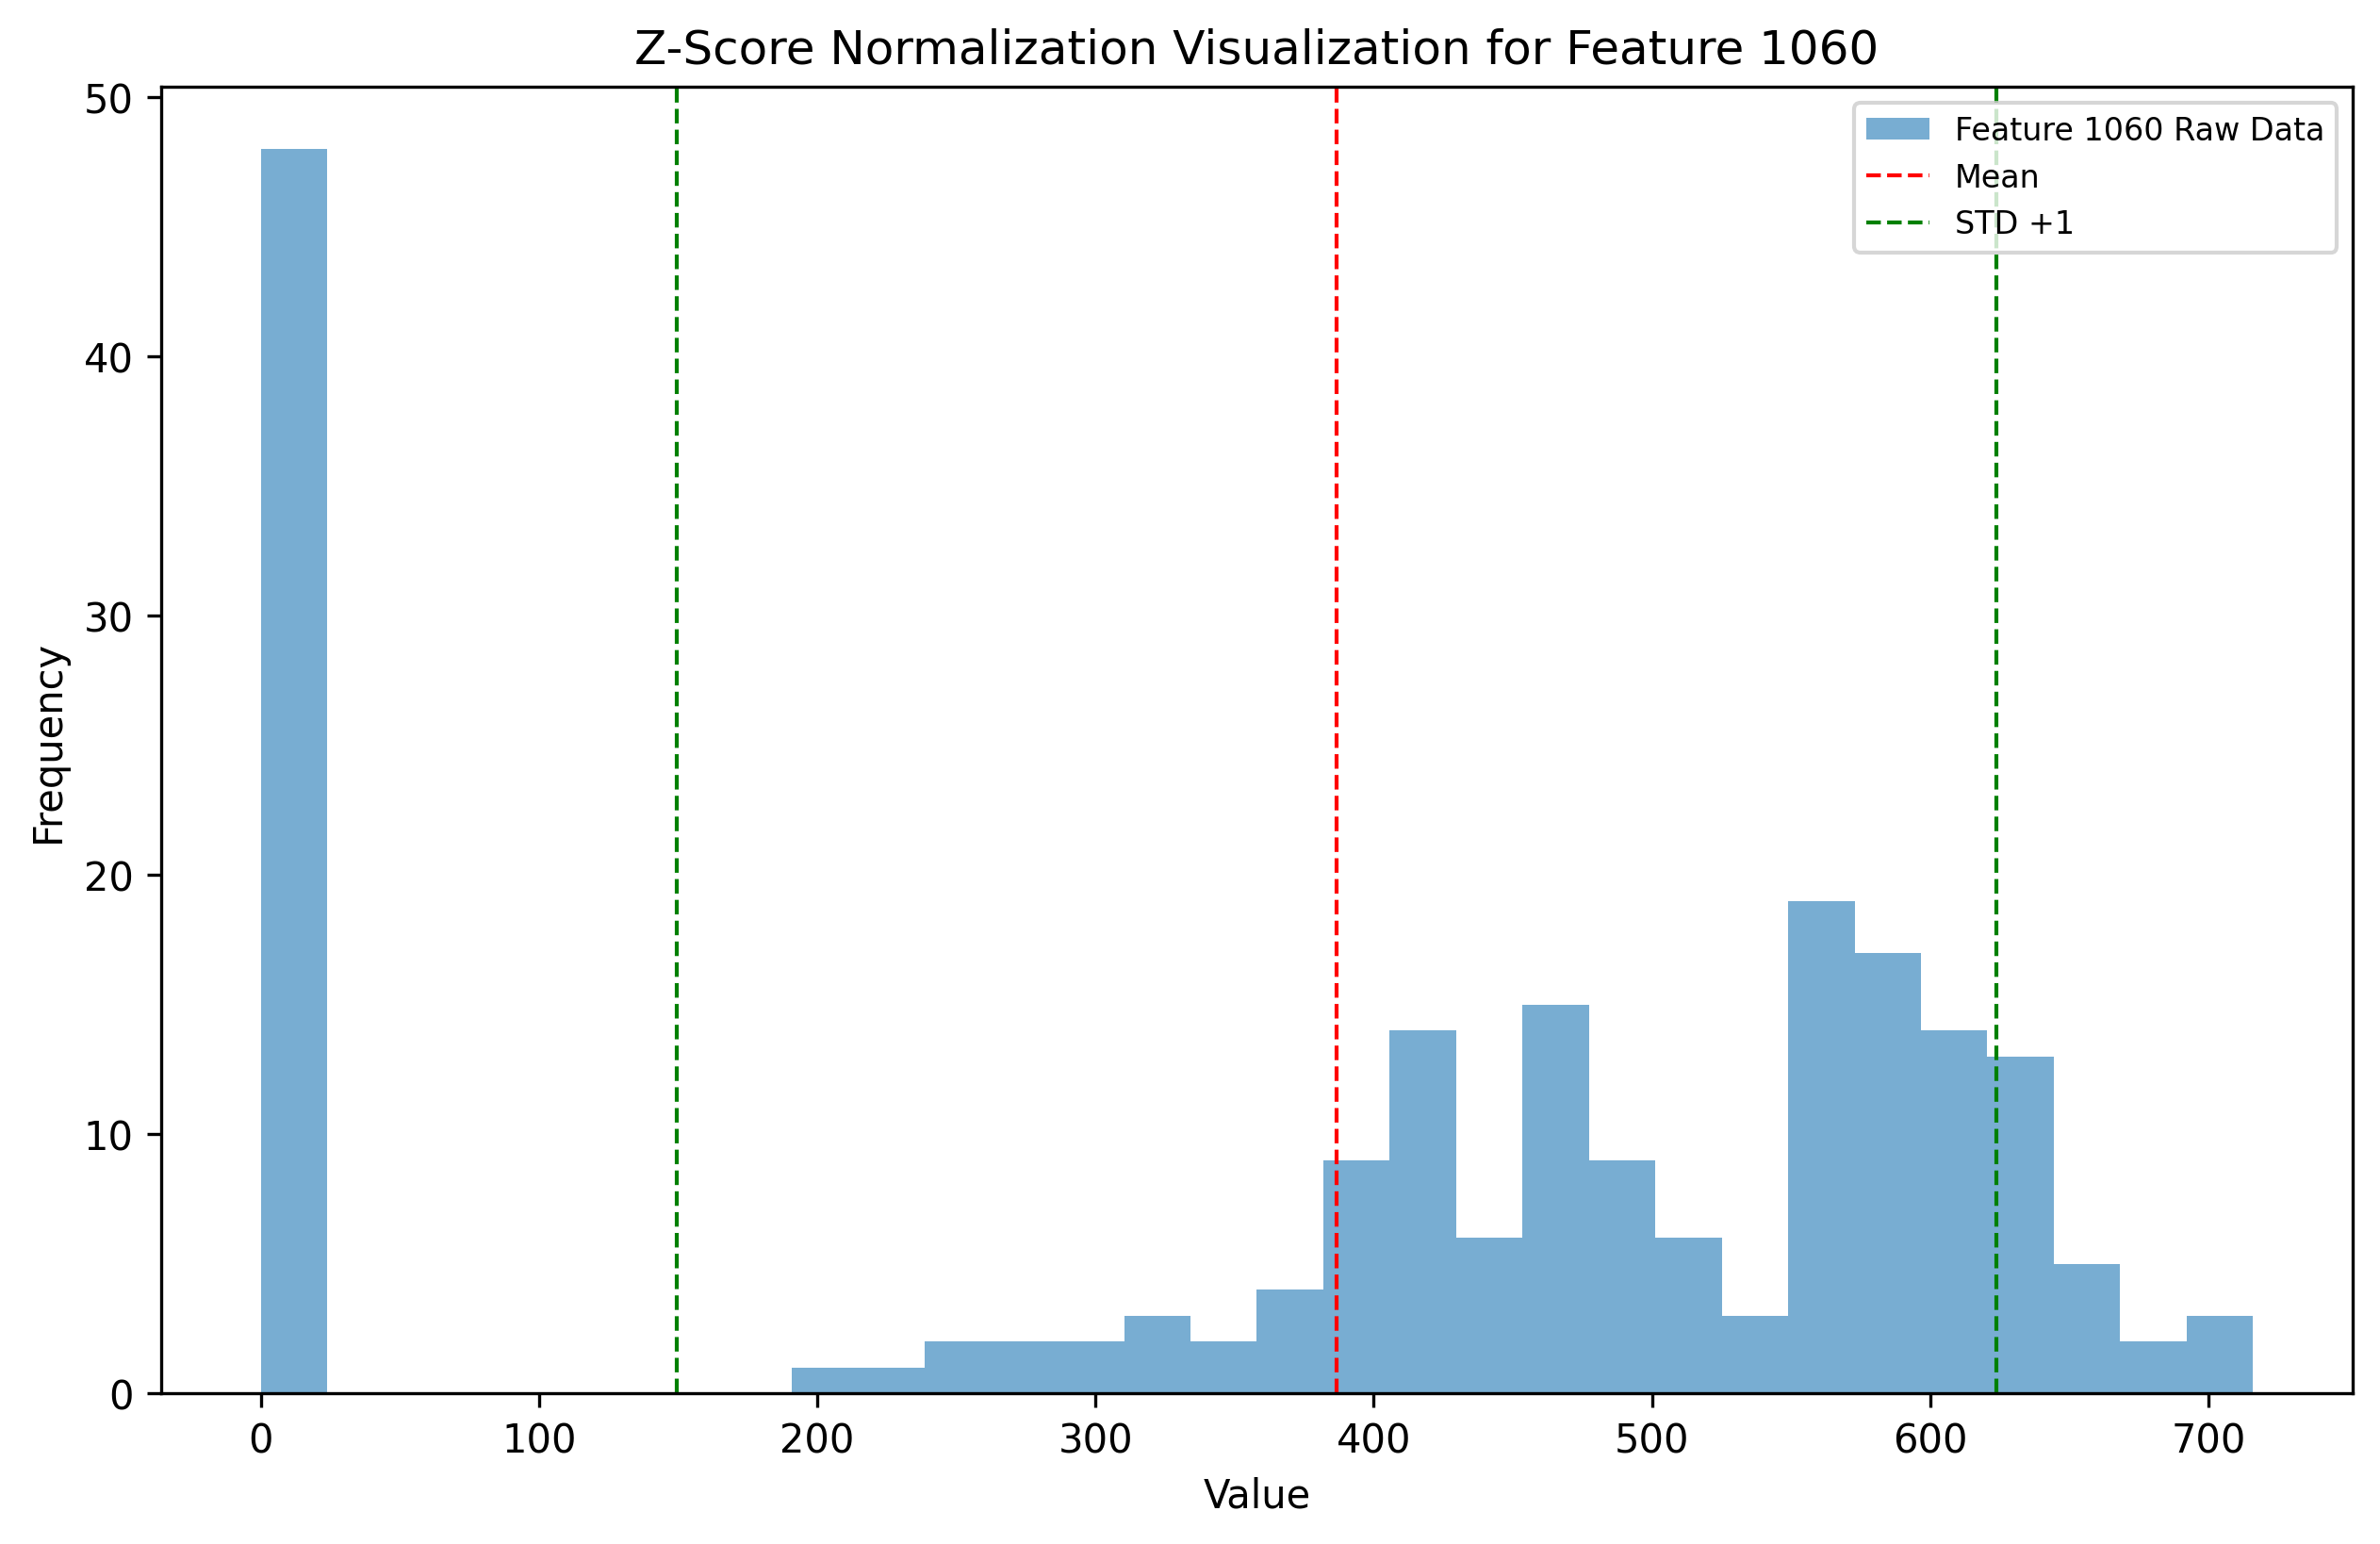 Z-Score Normalization Visualization for Feature 1060
50
40
30
20
10
0
Frequency
Feature 1060 Raw Data
Mean
STD +1
0 100 200 300 400 500 600 700
Value